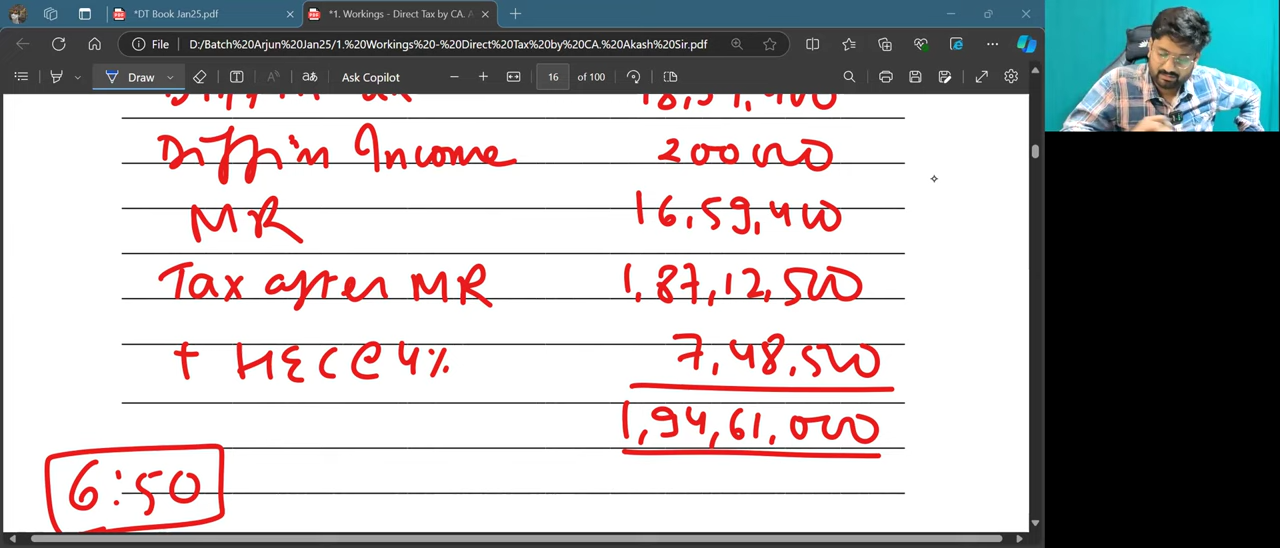 *DT Book Jan25.pdf
*1. Workings - Direct Tax by CA. A
File D:/Batch%20Arjun%20Jan25/1.%20Workings%20-%20Direct%20Tax%20by%20CA.%20Akash%20Sir.pdf
Draw Ask Copilot 16 of 100
Diff in Income 200000
MR 16,59,400
Tax after MR 1,87,12,500
+ HEC @ 4% 7,48,500
1,94,61,000
6:50